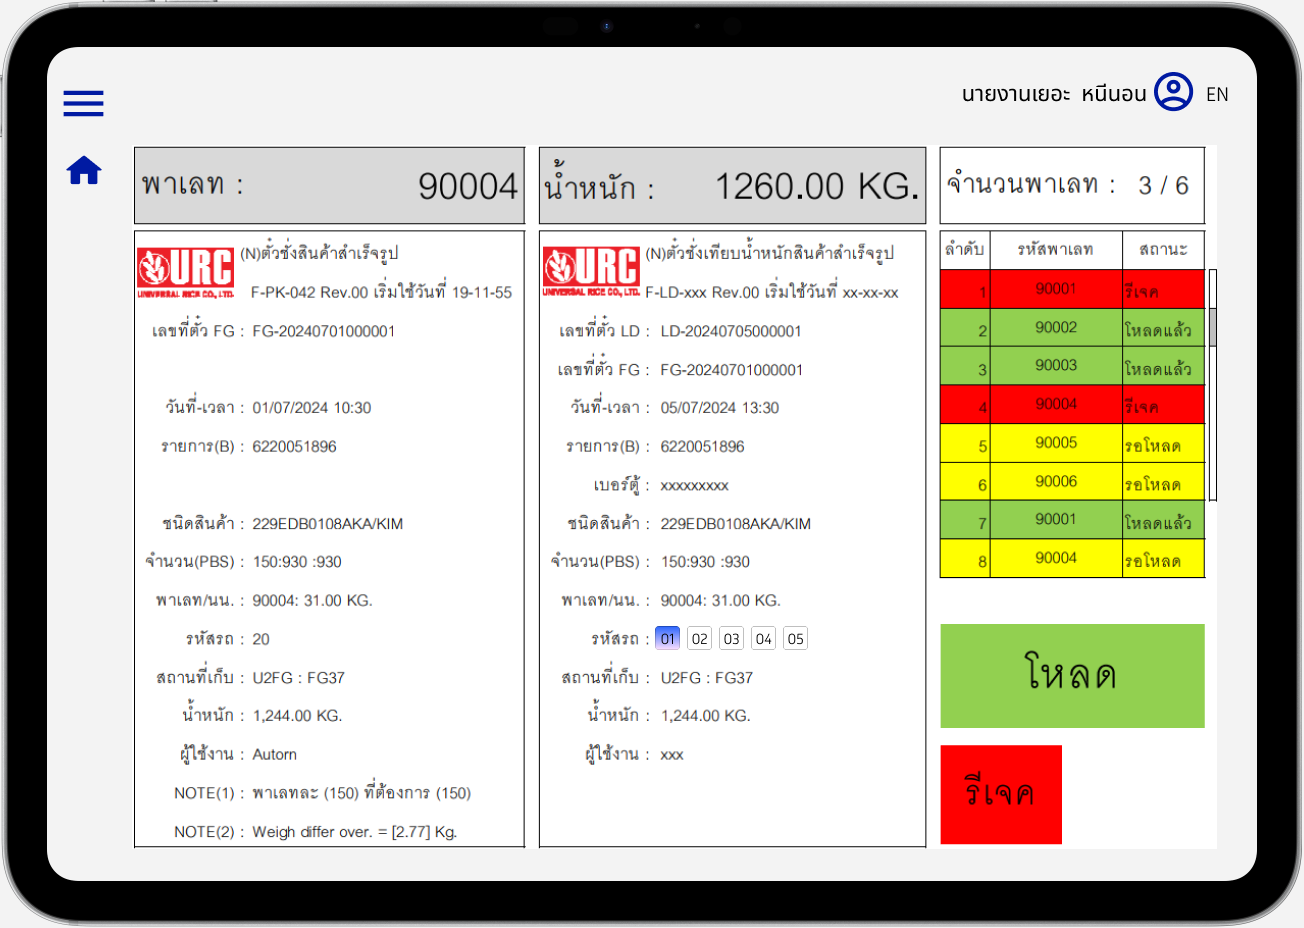 นายงานเยอะ หนีนอน EN
พาเลท : 90004
น้ำหนัก : 1260.00 KG.
จำนวนพาเลท : 3 / 6
URC
UNIVERSAL RICE CO., LTD.
(N)ตั๋วชั่งสินค้าสำเร็จรูป
F-PK-042 Rev.00 เริ่มใช้วันที่ 19-11-55
เลขที่ตั๋ว FG : FG-20240701000001
วันที่-เวลา : 01/07/2024 10:30
รายการ(B) : 6220051896
ชนิดสินค้า : 229EDB0108AKA/KIM
จำนวน(PBS) : 150:930 :930
พาเลท/นน. : 90004: 31.00 KG.
รหัสรถ : 20
สถานที่เก็บ : U2FG : FG37
น้ำหนัก : 1,244.00 KG.
ผู้ใช้งาน : Autorn
NOTE(1) : พาเลทละ (150) ที่ต้องการ (150)
NOTE(2) : Weigh differ over. = [2.77] Kg.
URC
UNIVERSAL RICE CO., LTD.
(N)ตั๋วชั่งเทียบน้ำหนักสินค้าสำเร็จรูป
F-LD-xxx Rev.00 เริ่มใช้วันที่ xx-xx-xx
เลขที่ตั๋ว LD : LD-20240705000001
เลขที่ตั๋ว FG : FG-20240701000001
วันที่-เวลา : 05/07/2024 13:30
รายการ(B) : 6220051896
เบอร์ตู้ : xxxxxxxxx
ชนิดสินค้า : 229EDB0108AKA/KIM
จำนวน(PBS) : 150:930 :930
พาเลท/นน. : 90004: 31.00 KG.
รหัสรถ : 01 02 03 04 05
สถานที่เก็บ : U2FG : FG37
น้ำหนัก : 1,244.00 KG.
ผู้ใช้งาน : xxx
ลำดับ รหัสพาเลท สถานะ
1 90001 รีเจค
2 90002 โหลดแล้ว
3 90003 โหลดแล้ว
4 90004 รีเจค
5 90005 รอโหลด
6 90006 รอโหลด
7 90001 โหลดแล้ว
8 90004 รอโหลด
โหลด
รีเจค